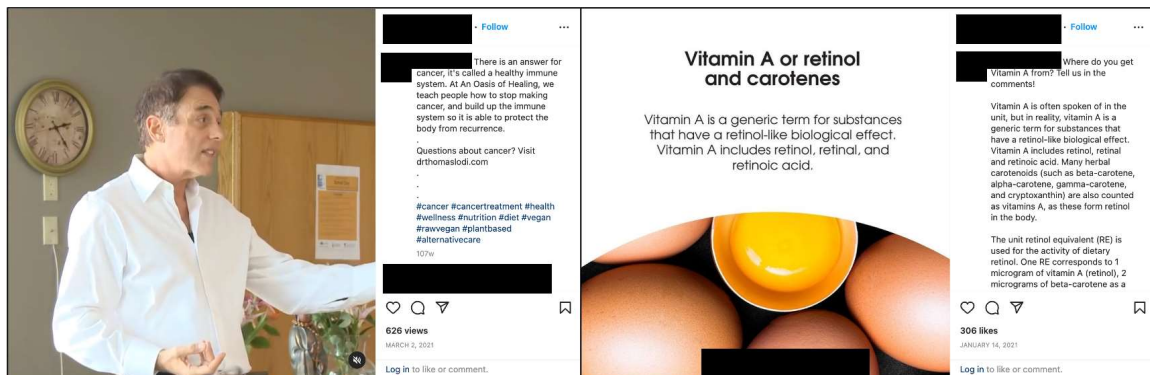 · Follow
There is an answer for
cancer, it's called a healthy immune
system. At An Oasis of Healing, we
teach people how to stop making
cancer, and build up the immune
system so it is able to protect the
body from recurrence.
.
Questions about cancer? Visit
drthomaslodi.com
.
.
.
#cancer #cancertreatment #health
#wellness #nutrition #diet #vegan
#rawvegan #plantbased
#alternativecare
107w
626 views
MARCH 2, 2021
Log in to like or comment.
Vitamin A or retinol
and carotenes
Vitamin A is a generic term for substances
that have a retinol-like biological effect.
Vitamin A includes retinol, retinal, and
retinoic acid.
· Follow
Where do you get
Vitamin A from? Tell us in the
comments!
Vitamin A is often spoken of in the
unit, but in reality, vitamin A is a
generic term for substances that
have a retinol-like biological effect.
Vitamin A includes retinol, retinal
and retinoic acid. Many herbal
carotenoids (such as beta-carotene,
alpha-carotene, gamma-carotene,
and cryptoxanthin) are also counted
as vitamins A, as these form retinol
in the body.
The unit retinol equivalent (RE) is
used for the activity of dietary
retinol. One RE corresponds to 1
microgram of vitamin A (retinol), 2
micrograms of beta-carotene as a
306 likes
JANUARY 14, 2021
Log in to like or comment.